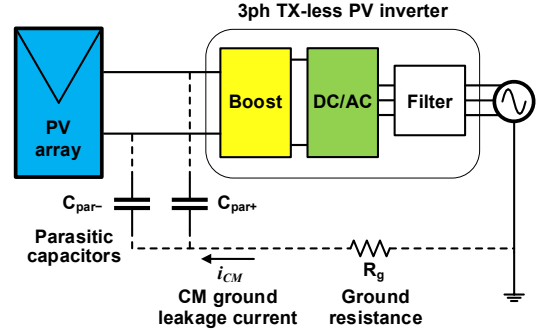 3ph TX-less PV inverter
PV
array
Boost
DC/AC
Filter
Cpar−
Cpar+
Parasitic
capacitors
iCM
CM ground
leakage current
Rg
Ground
resistance